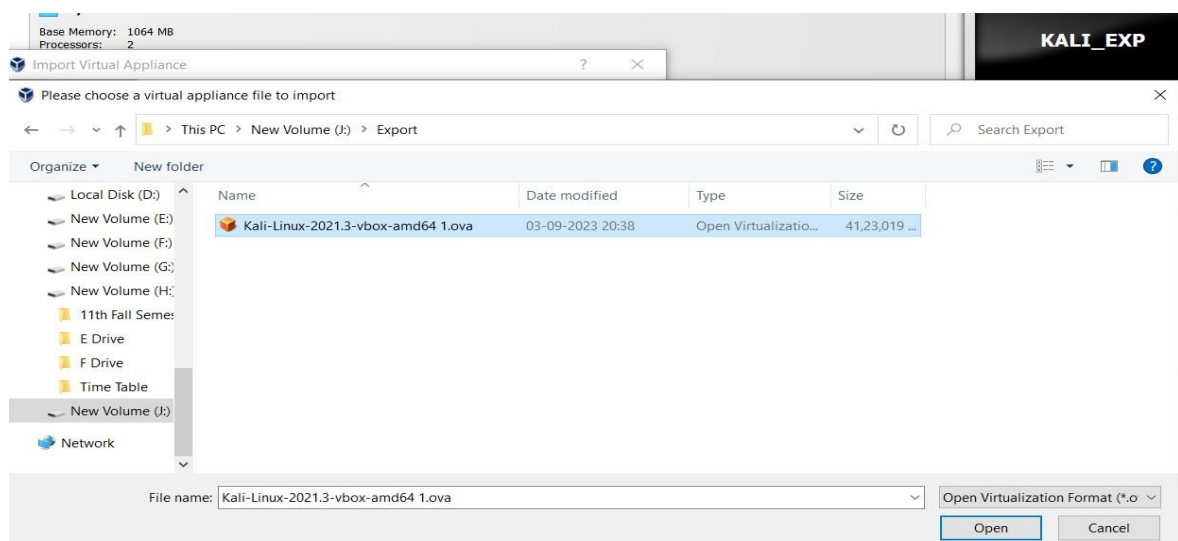 Base Memory: 1064 MB
Processors: 2
KALI_EXP
Import Virtual Appliance ? ×
Please choose a virtual appliance file to import
This PC > New Volume (J:) > Export
Search Export
Organize New folder
Name Date modified Type Size
Kali-Linux-2021.3-vbox-amd64 1.ova 03-09-2023 20:38 Open Virtualizatio... 41,23,019 ...
Local Disk (D:)
New Volume (E:)
New Volume (F:)
New Volume (G:)
New Volume (H:
11th Fall Semes
E Drive
F Drive
Time Table
New Volume (J:)
Network
File name: Kali-Linux-2021.3-vbox-amd64 1.ova
Open Virtualization Format (*.o
Open Cancel